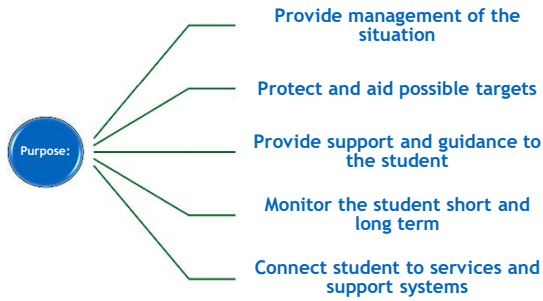 Purpose:
Provide management of the
situation
Protect and aid possible targets
Provide support and guidance to
the student
Monitor the student short and
long term
Connect student to services and
support systems